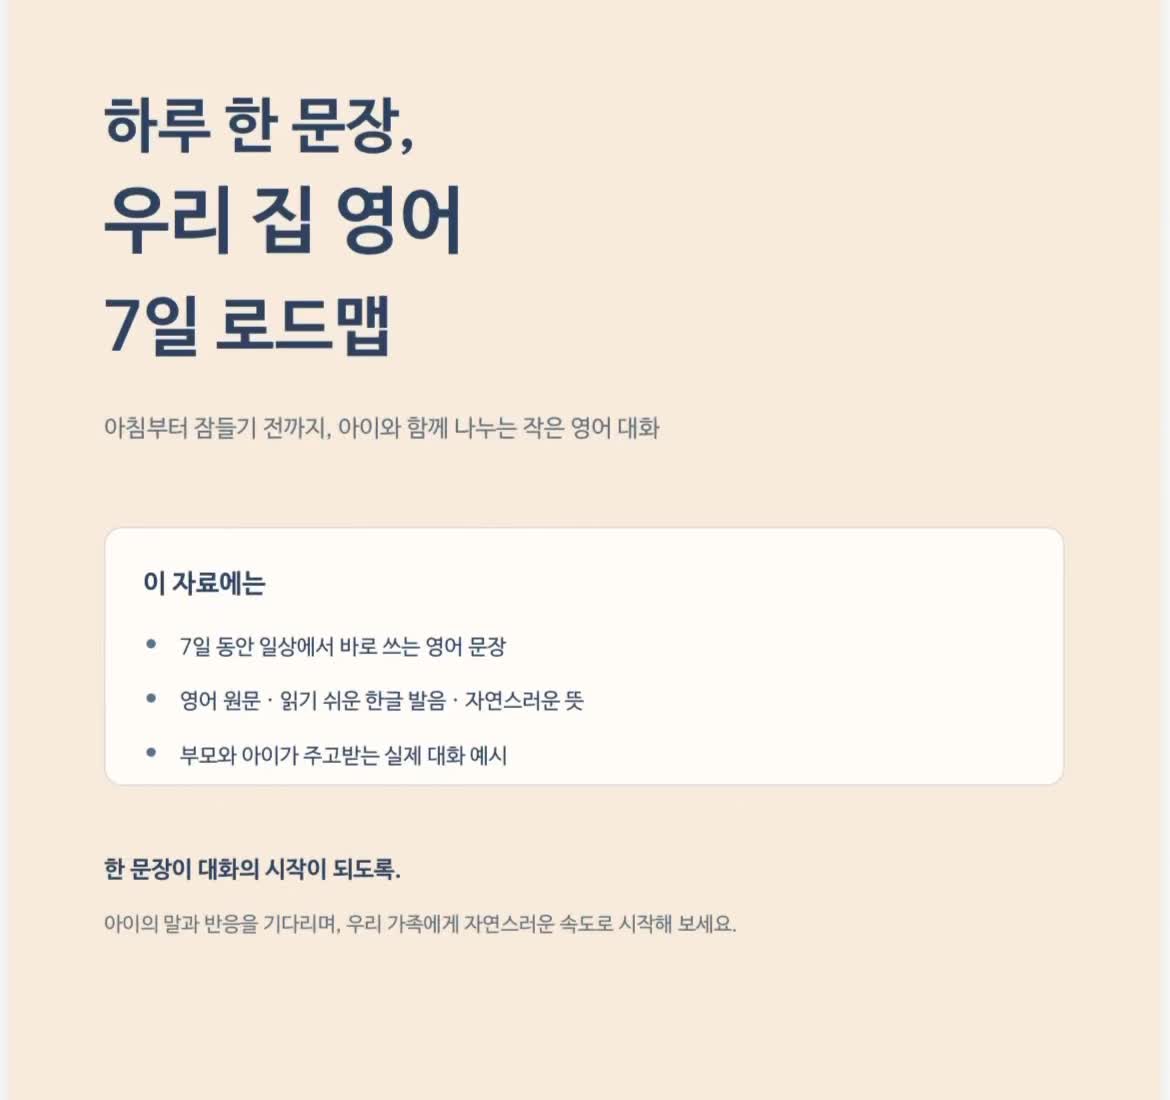 하루 한 문장,
우리 집 영어
7일 로드맵
아침부터 잠들기 전까지, 아이와 함께 나누는 작은 영어 대화
이 자료에는
• 7일 동안 일상에서 바로 쓰는 영어 문장
• 영어 원문 · 읽기 쉬운 한글 발음 · 자연스러운 뜻
• 부모와 아이가 주고받는 실제 대화 예시
한 문장이 대화의 시작이 되도록.
아이의 말과 반응을 기다리며, 우리 가족에게 자연스러운 속도로 시작해 보세요.